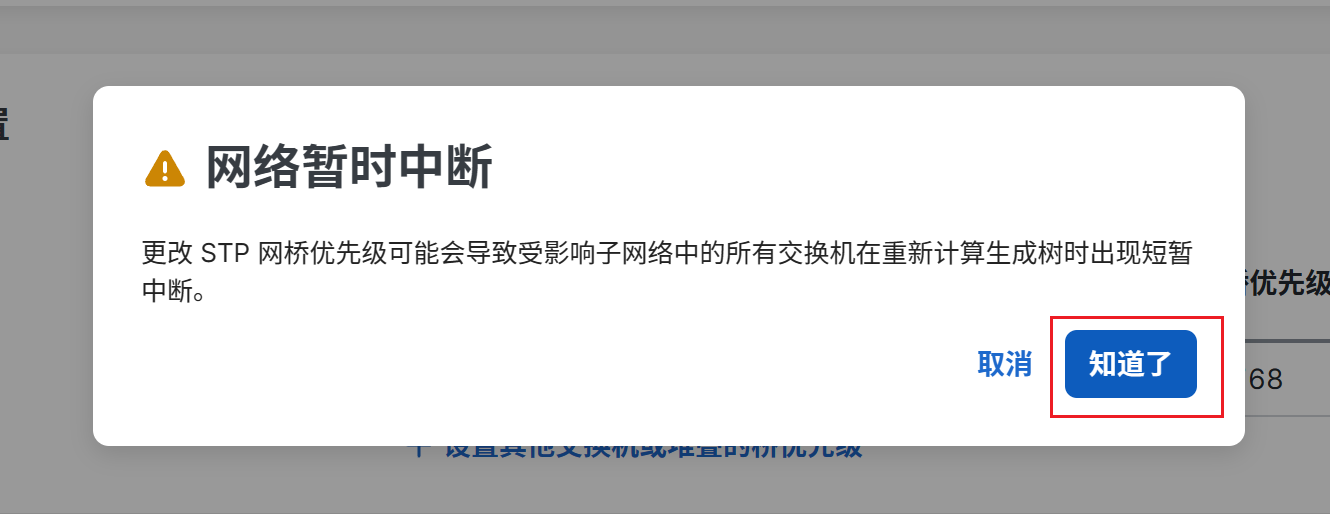 置
网络暂时中断
更改 STP 网桥优先级可能会导致受影响子网络中的所有交换机在重新计算生成树时出现短暂
中断。
优先级
取消
知道了
68
设置其他交换机或堆叠的桥优先级